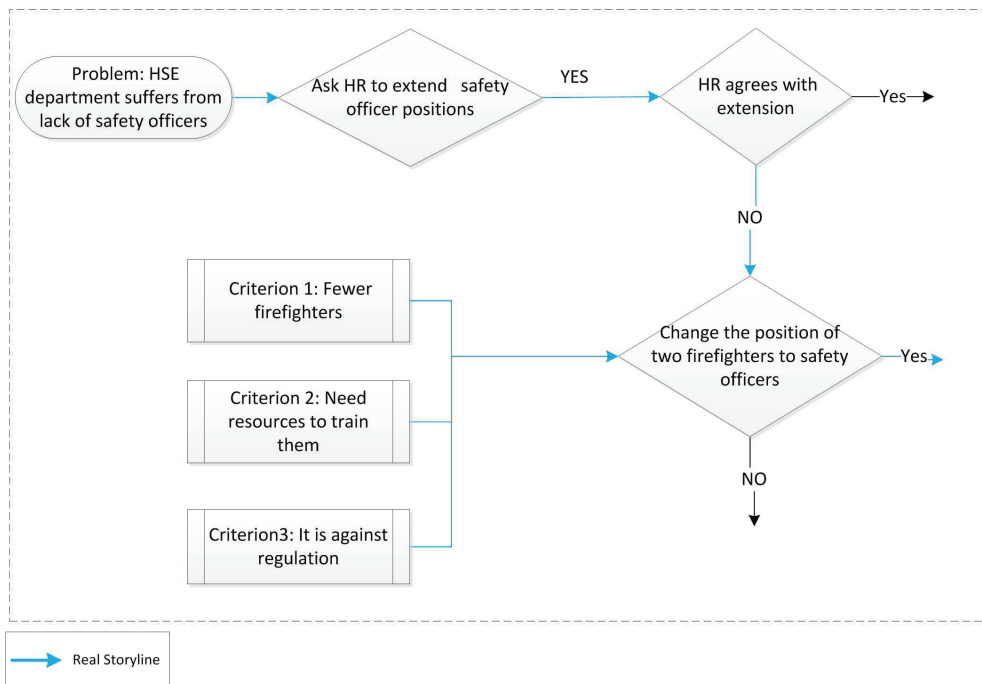 Problem: HSE
department suffers from
lack of safety officers
Ask HR to extend safety
officer positions
YES
HR agrees with
extension
Yes
NO
Criterion 1: Fewer
firefighters
Criterion 2: Need
resources to train
them
Criterion3: It is against
regulation
Change the position of
two firefighters to safety
officers
Yes
NO
Real Storyline